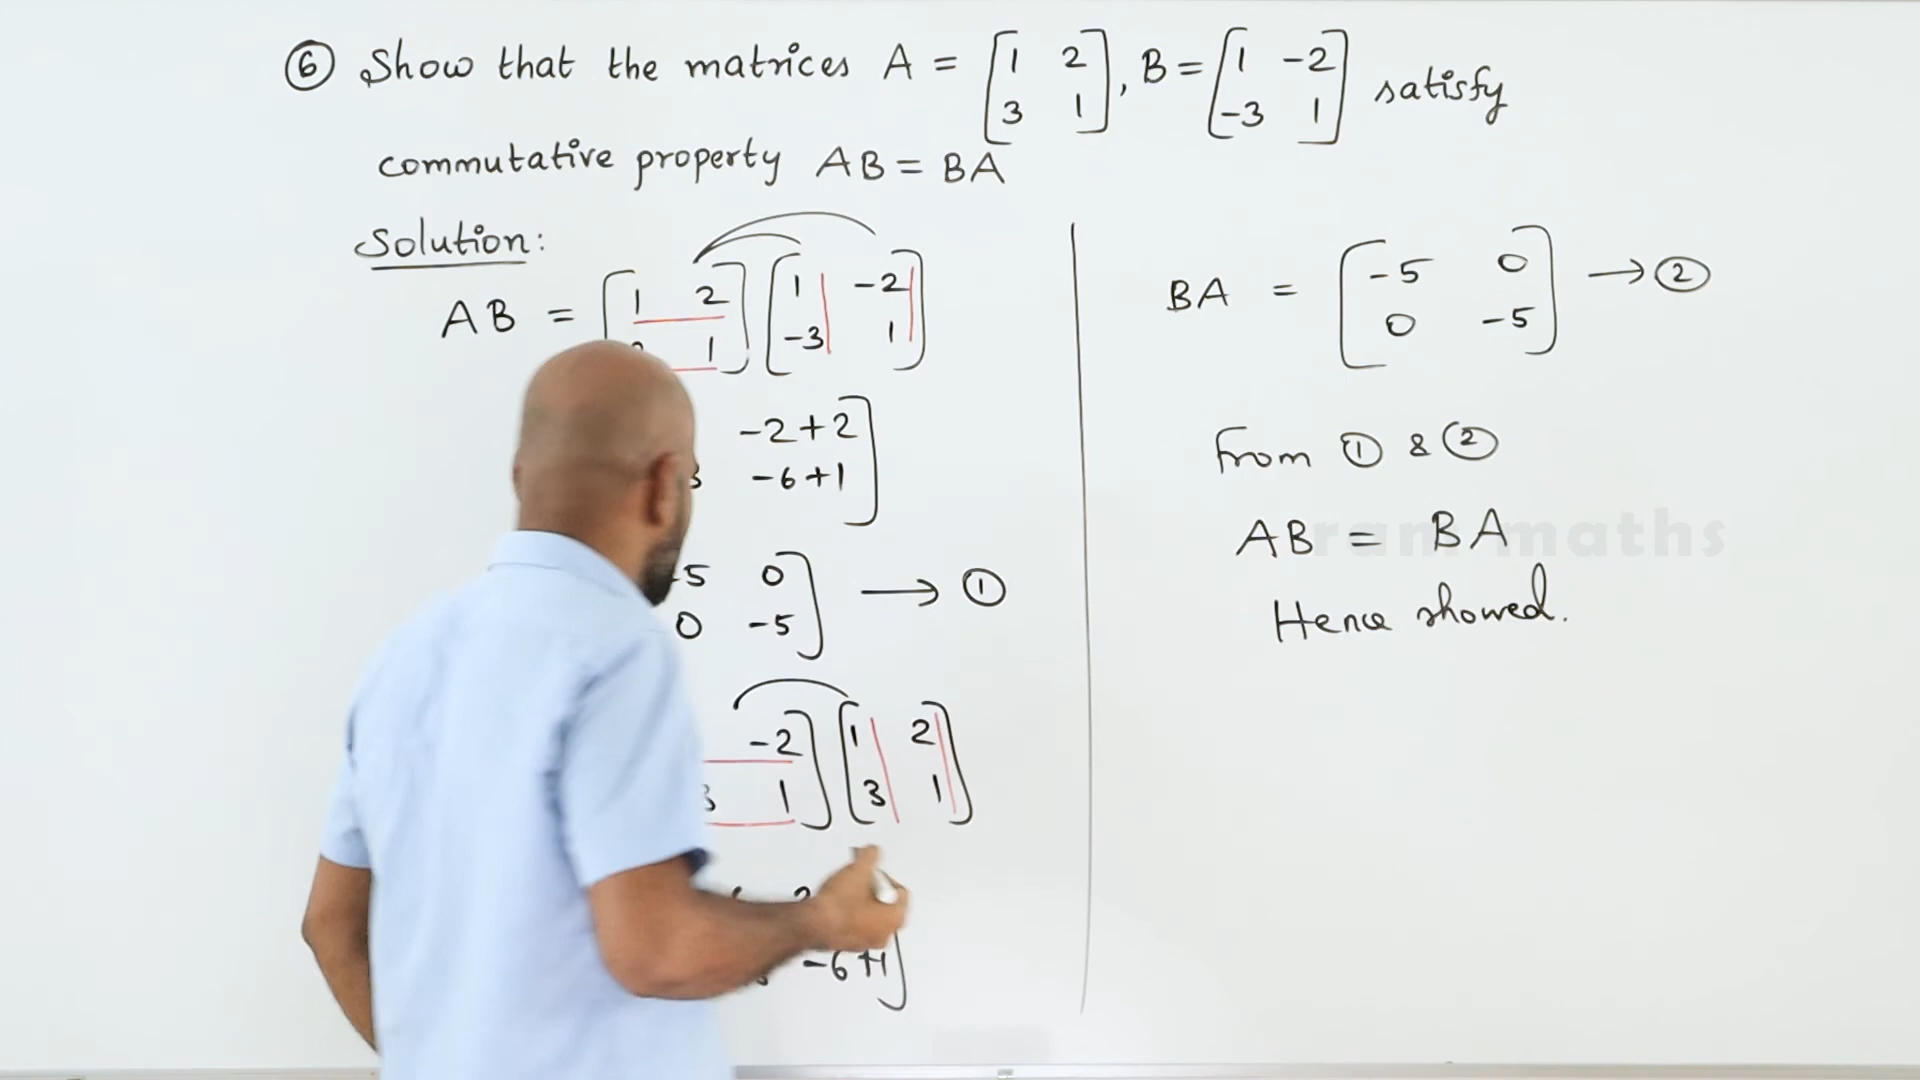 ⑥ Show that the matrices A = [1 2], B = [1 -2] satisfy
[3 1] [-3 1]
commutative property AB = BA
Solution:
AB = [1 2] [1 -2]
1] [-3 1]
-2+2]
-6+1]
5 0] → ①
0 -5]
-2] [1 2]
1] [3 1]
-6+1]
BA = [-5 0] → ②
[0 -5]
From ① & ②
AB = BA
Hence showed.
maths